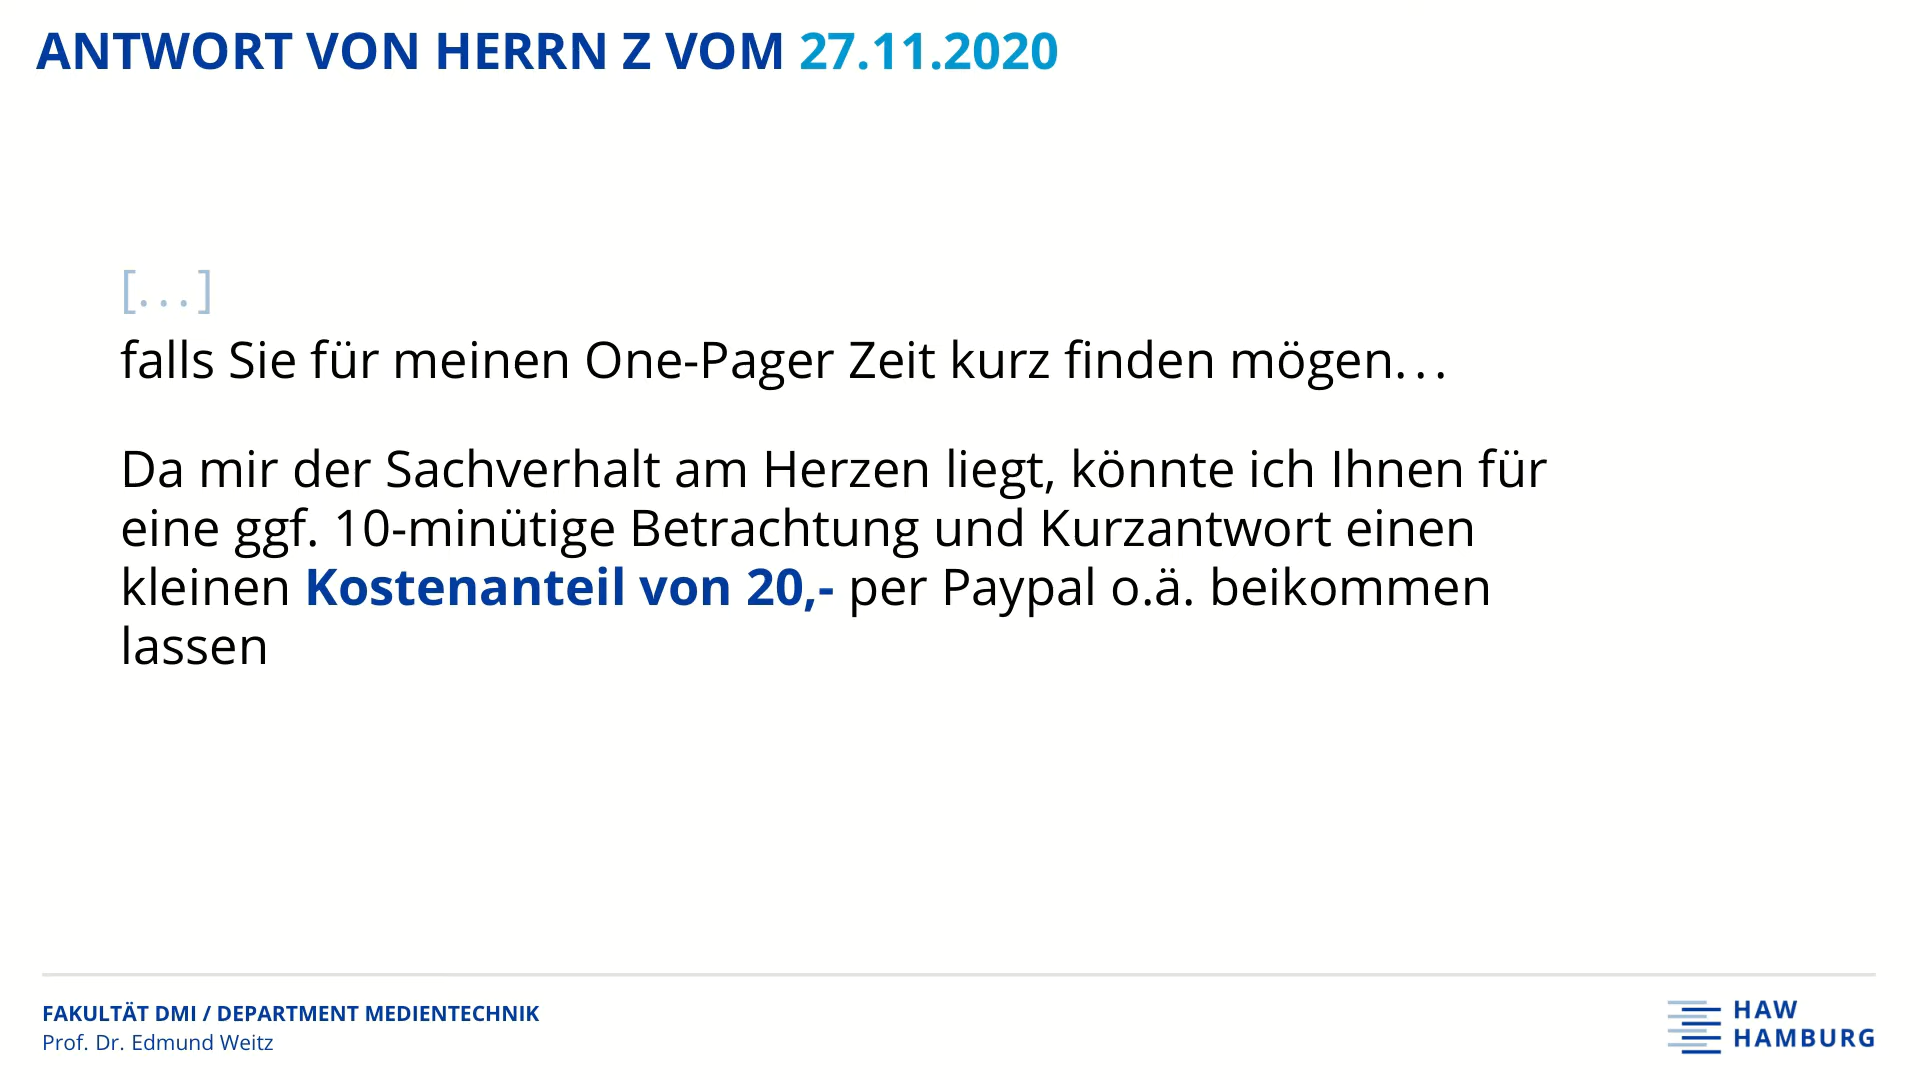 ANTWORT VON HERRN Z VOM 27.11.2020
[...]
falls Sie für meinen One-Pager Zeit kurz finden mögen...
Da mir der Sachverhalt am Herzen liegt, könnte ich Ihnen für
eine ggf. 10-minütige Betrachtung und Kurzantwort einen
kleinen Kostenanteil von 20,- per Paypal o.ä. beikommen
lassen
FAKULTÄT DMI / DEPARTMENT MEDIENTECHNIK
Prof. Dr. Edmund Weitz
HAW
HAMBURG